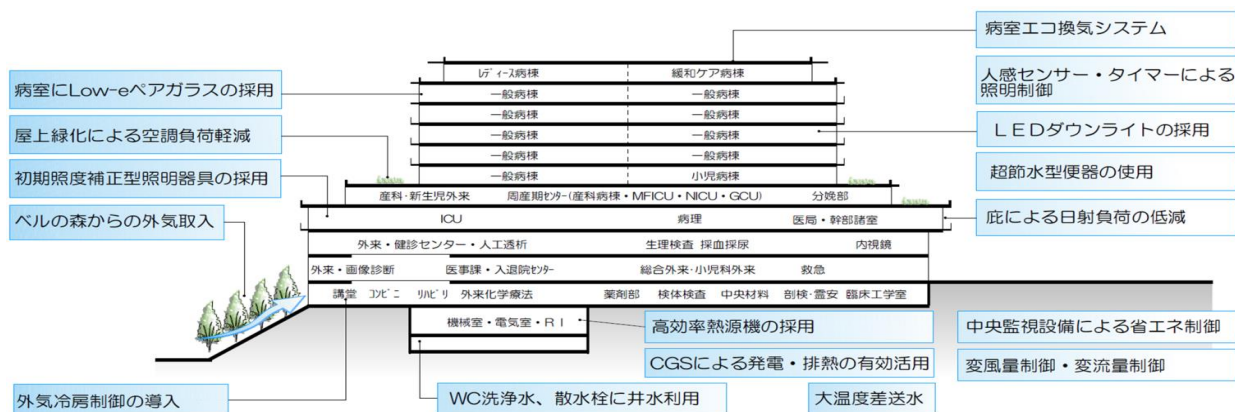 病室エコ換気システム
人感センサー・タイマーによる
照明制御
LEDダウンライトの採用
超節水型便器の使用
庇による日射負荷の低減
病室にLow-eペアガラスの採用
屋上緑化による空調負荷軽減
初期照度補正型照明器具の採用
ベルの森からの外気取入
レディース病棟 緩和ケア病棟
一般病棟 一般病棟
一般病棟 一般病棟
一般病棟 一般病棟
一般病棟 一般病棟
一般病棟 小児病棟
産科・新生児外来 周産期センター(産科病棟・MFICU・NICU・GCU) 分娩部
ICU 病理 医局・幹部諸室
外来・健診センター・人工透析 生理検査 採血採尿 内視鏡
外来・画像診断 医事課・入退院センター 総合外来・小児科外来 救急
講堂 コンビニ リハビリ 外来化学療法 薬剤部 検体検査 中央材料 剖検・霊安 臨床工学室
機械室・電気室・RI
高効率熱源機の採用
中央監視設備による省エネ制御
CGSによる発電・排熱の有効活用
変風量制御・変流量制御
外気冷房制御の導入
WC洗浄水、散水栓に井水利用
大温度差送水